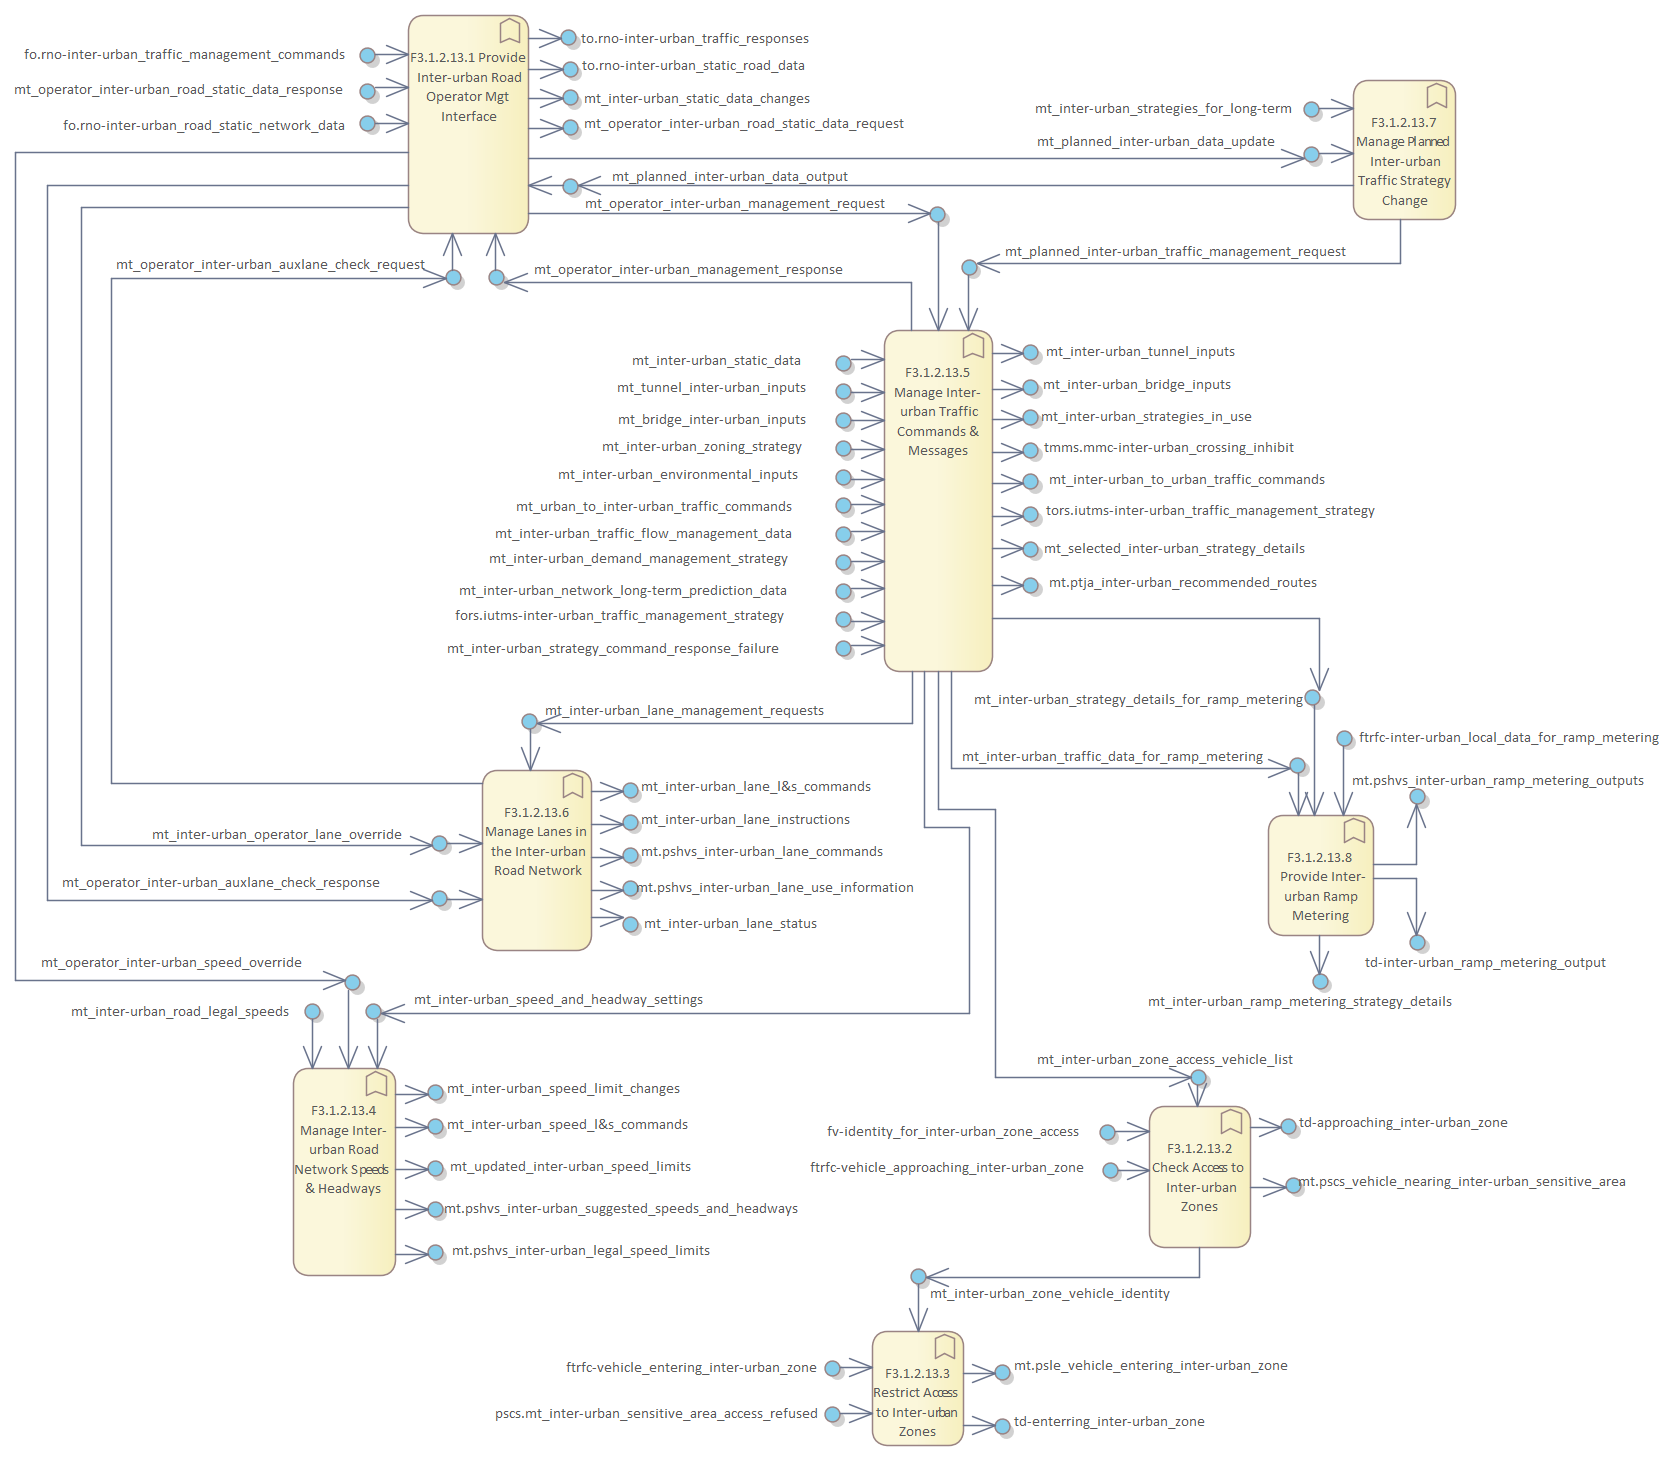 fo.rno-inter-urban_traffic_management_commands
mt_operator_inter-urban_road_static_data_response
fo.rno-inter-urban_road_static_network_data
F3.1.2.13.1 Provide
Inter-urban Road
Operator Mgt
Interface
to.rno-inter-urban_traffic_responses
to.rno-inter-urban_static_road_data
mt_inter-urban_static_data_changes
mt_operator_inter-urban_road_static_data_request
mt_inter-urban_strategies_for_long-term
mt_planned_inter-urban_data_update
F3.1.2.13.7
Manage Planned
Inter-urban
Traffic Strategy
Change
mt_planned_inter-urban_data_output
mt_operator_inter-urban_management_request
mt_planned_inter-urban_traffic_management_request
mt_operator_inter-urban_auxlane_check_request
mt_operator_inter-urban_management_response
mt_inter-urban_static_data
mt_tunnel_inter-urban_inputs
mt_bridge_inter-urban_inputs
mt_inter-urban_zoning_strategy
mt_inter-urban_environmental_inputs
mt_urban_to_inter-urban_traffic_commands
mt_inter-urban_traffic_flow_management_data
mt_inter-urban_demand_management_strategy
mt_inter-urban_network_long-term_prediction_data
fors.iutms-inter-urban_traffic_management_strategy
mt_inter-urban_strategy_command_response_failure
F3.1.2.13.5
Manage Inter-
urban Traffic
Commands &
Messages
mt_inter-urban_tunnel_inputs
mt_inter-urban_bridge_inputs
mt_inter-urban_strategies_in_use
tmms.mmc-inter-urban_crossing_inhibit
mt_inter-urban_to_urban_traffic_commands
tors.iutms-inter-urban_traffic_management_strategy
mt_selected_inter-urban_strategy_details
mt.ptja_inter-urban_recommended_routes
mt_inter-urban_strategy_details_for_ramp_metering
mt_inter-urban_lane_management_requests
mt_inter-urban_traffic_data_for_ramp_metering
ftrfc-inter-urban_local_data_for_ramp_metering
mt.pshvs_inter-urban_ramp_metering_outputs
F3.1.2.13.6
Manage Lanes in
the Inter-urban
Road Network
mt_inter-urban_lane_l&s_commands
mt_inter-urban_lane_instructions
mt.pshvs_inter-urban_lane_commands
mt.pshvs_inter-urban_lane_use_information
mt_inter-urban_lane_status
mt_inter-urban_operator_lane_override
mt_operator_inter-urban_auxlane_check_response
F3.1.2.13.8
Provide Inter-
urban Ramp
Metering
td-inter-urban_ramp_metering_output
mt_inter-urban_ramp_metering_strategy_details
mt_operator_inter-urban_speed_override
mt_inter-urban_road_legal_speeds
mt_inter-urban_speed_and_headway_settings
F3.1.2.13.4
Manage Inter-
urban Road
Network Speeds
& Headways
mt_inter-urban_speed_limit_changes
mt_inter-urban_speed_l&s_commands
mt_updated_inter-urban_speed_limits
mt.pshvs_inter-urban_suggested_speeds_and_headways
mt.pshvs_inter-urban_legal_speed_limits
mt_inter-urban_zone_access_vehicle_list
fv-identity_for_inter-urban_zone_access
ftrfc-vehicle_approaching_inter-urban_zone
F3.1.2.13.2
Check Access to
Inter-urban
Zones
td-approaching_inter-urban_zone
mt.pscs_vehicle_nearing_inter-urban_sensitive_area
mt_inter-urban_zone_vehicle_identity
ftrfc-vehicle_entering_inter-urban_zone
pscs.mt_inter-urban_sensitive_area_access_refused
F3.1.2.13.3
Restrict Access
to Inter-urban
Zones
mt.psle_vehicle_entering_inter-urban_zone
td-enterring_inter-urban_zone